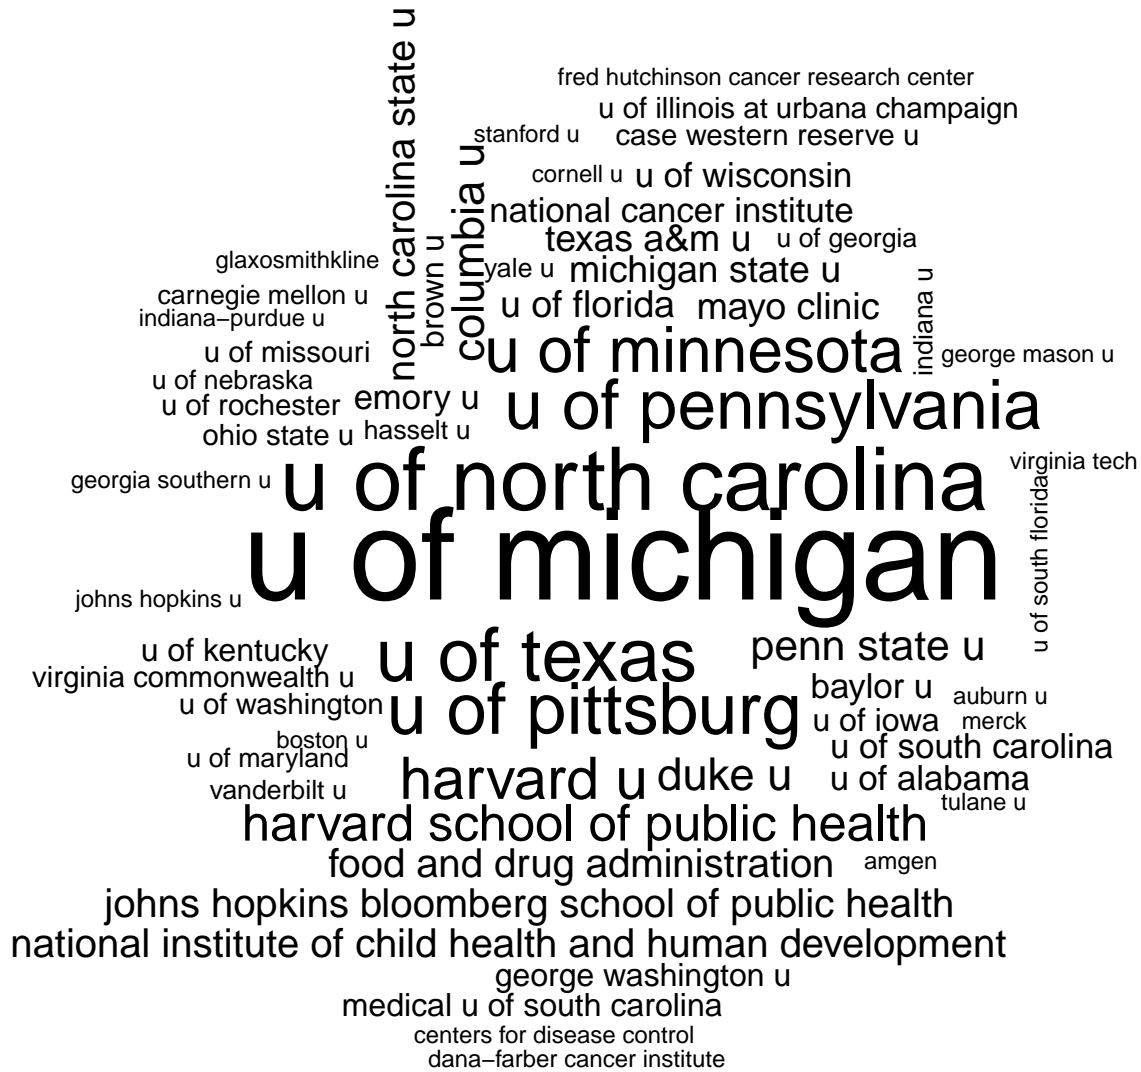 north carolina state u
fred hutchinson cancer research center
u of illinois at urbana champaign
stanford u
case western reserve u
columbia u
cornell u
u of wisconsin
national cancer institute
brown u
texas a&m u
u of georgia
glaxosmithkline
yale u
michigan state u
indiana u
carnegie mellon u
u of florida
mayo clinic
indiana−purdue u
u of missouri
u of minnesota
george mason u
u of nebraska
u of rochester
emory u
u of pennsylvania
ohio state u
hasselt u
virginia tech
georgia southern u
u of north carolina
u of south florida
u of michigan
johns hopkins u
u of kentucky
u of texas
penn state u
virginia commonwealth u
baylor u
auburn u
u of washington
u of pittsburg
u of iowa
merck
boston u
u of south carolina
u of maryland
harvard u
duke u
u of alabama
vanderbilt u
tulane u
harvard school of public health
food and drug administration
amgen
johns hopkins bloomberg school of public health
national institute of child health and human development
george washington u
medical u of south carolina
centers for disease control
dana−farber cancer institute